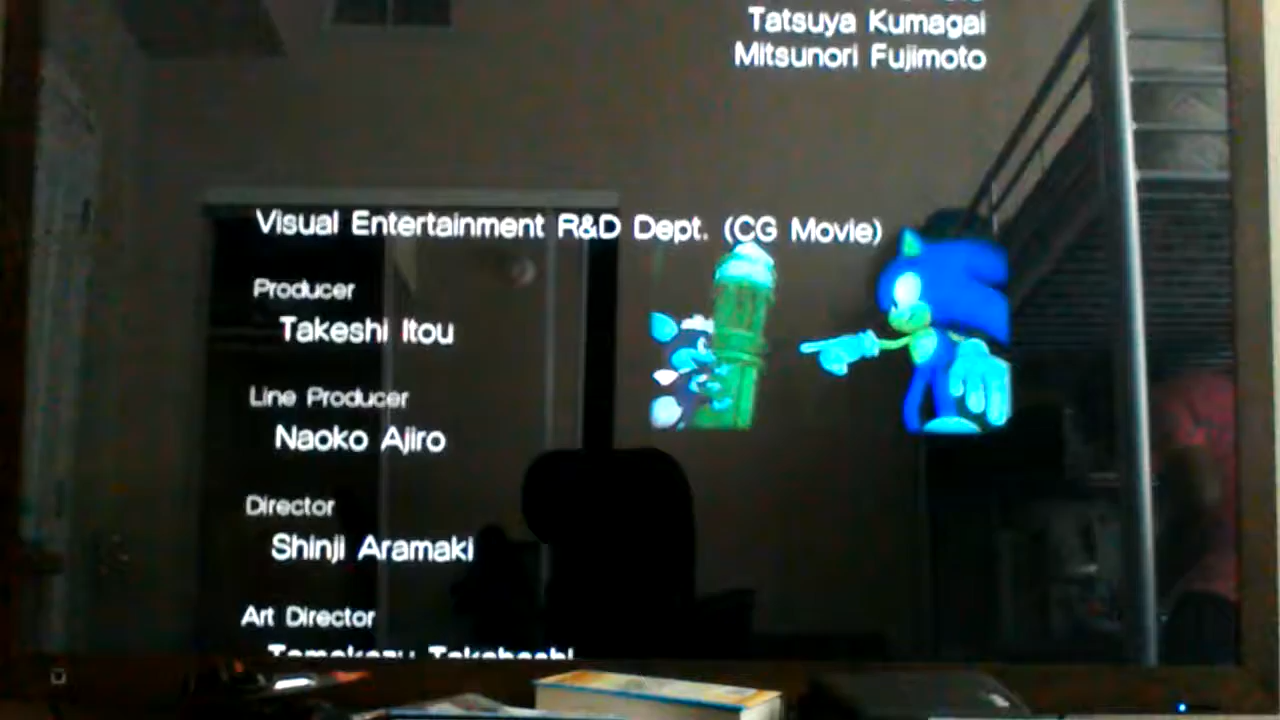 Tatsuya Kumagai
Mitsunori Fujimoto
Visual Entertainment R&D Dept. (CG Movie)
Producer
Takeshi Itou
Line Producer
Naoko Ajiro
Director
Shinji Aramaki
Art Director